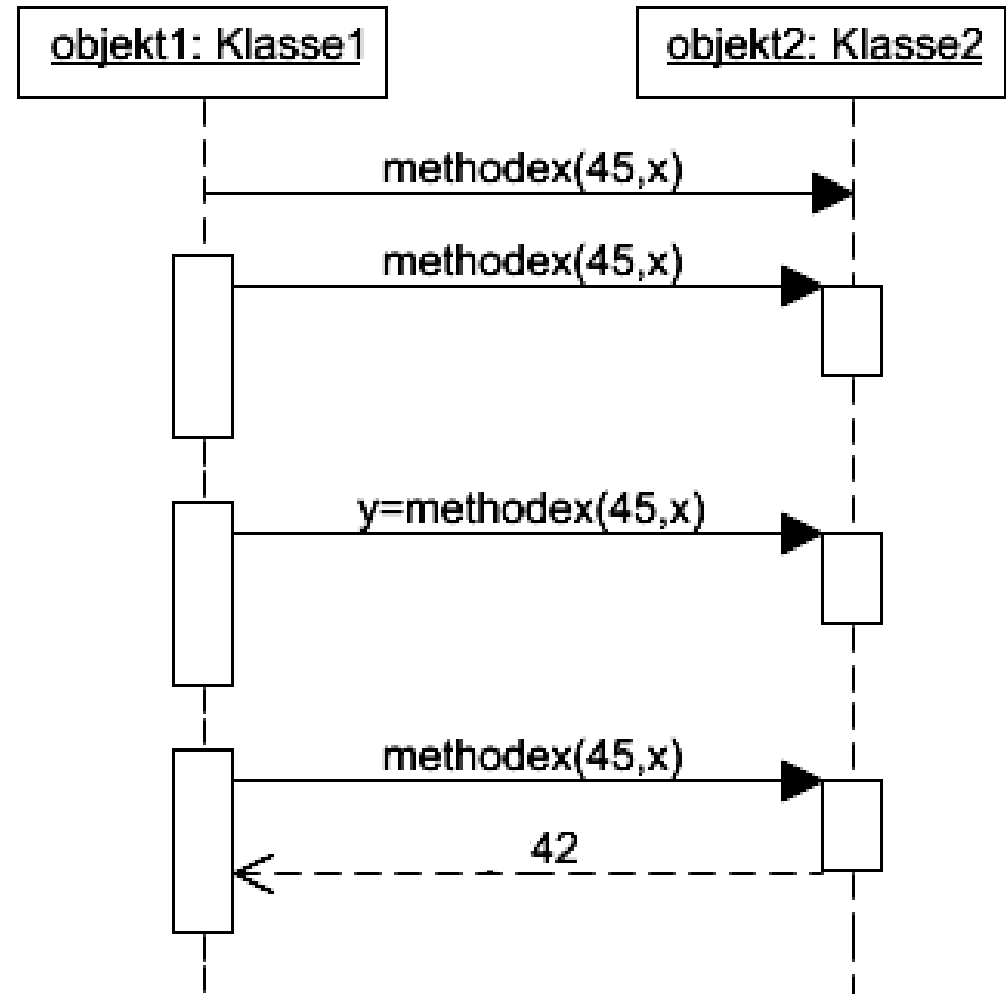 objekt1: Klasse1
objekt2: Klasse2
methodex(45,x)
methodex(45,x)
y=methodex(45,x)
methodex(45,x)
42